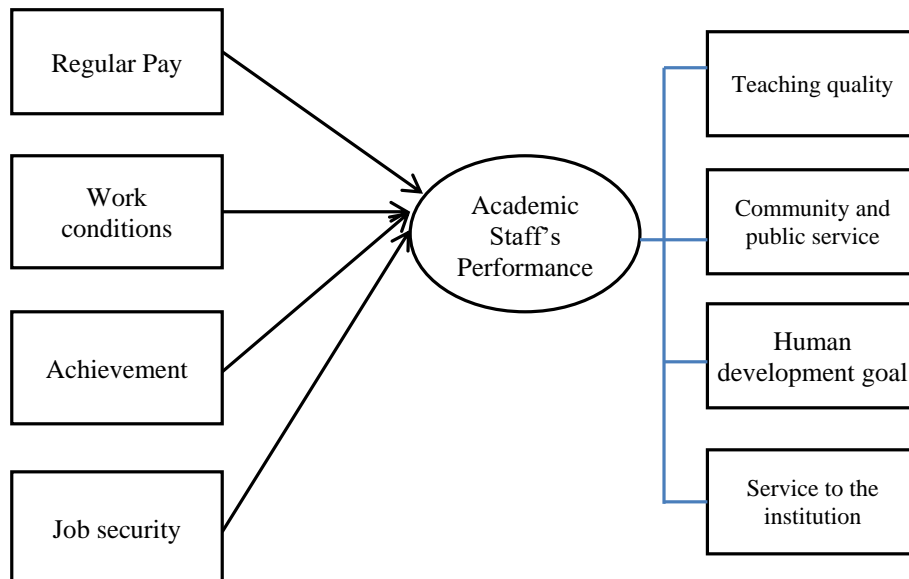 Regular Pay
Work
conditions
Achievement
Job security
Academic
Staff’s
Performance
Teaching quality
Community and
public service
Human
development goal
Service to the
institution